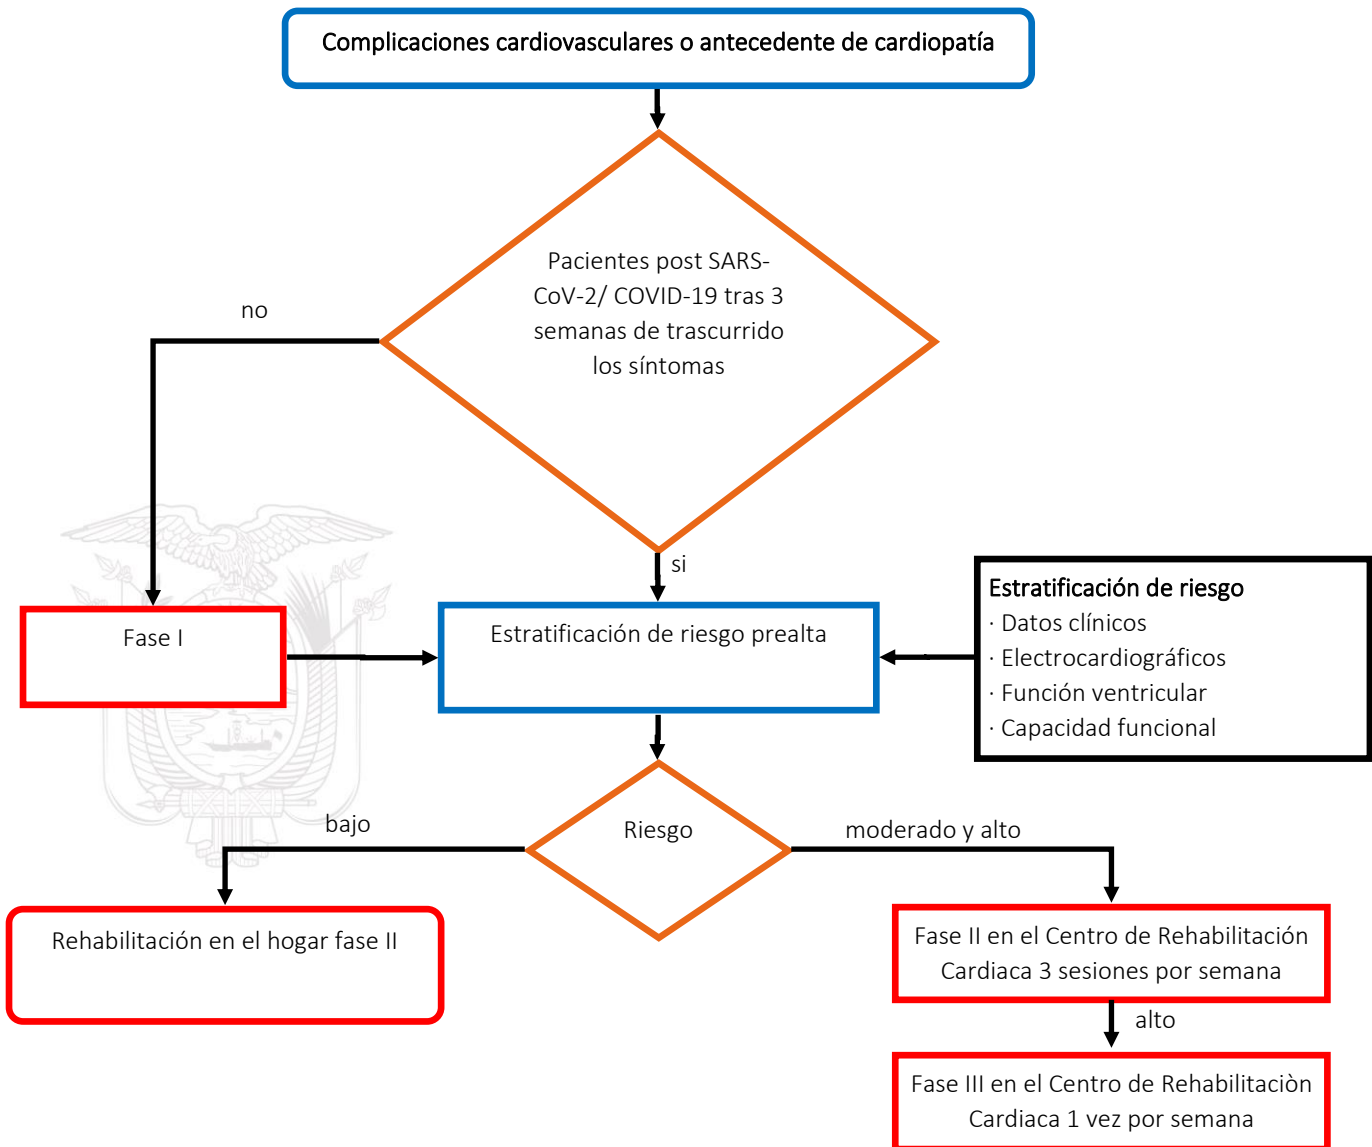 Complicaciones cardiovasculares o antecedente de cardiopatía
Pacientes post SARS-
CoV-2/ COVID-19 tras 3
semanas de trascurrido
los síntomas
no
si
Fase I
Estratificación de riesgo prealta
Estratificación de riesgo
· Datos clínicos
· Electrocardiográficos
· Función ventricular
· Capacidad funcional
Riesgo
bajo
moderado y alto
Rehabilitación en el hogar fase II
Fase II en el Centro de Rehabilitación
Cardiaca 3 sesiones por semana
alto
Fase III en el Centro de Rehabilitaciòn
Cardiaca 1 vez por semana